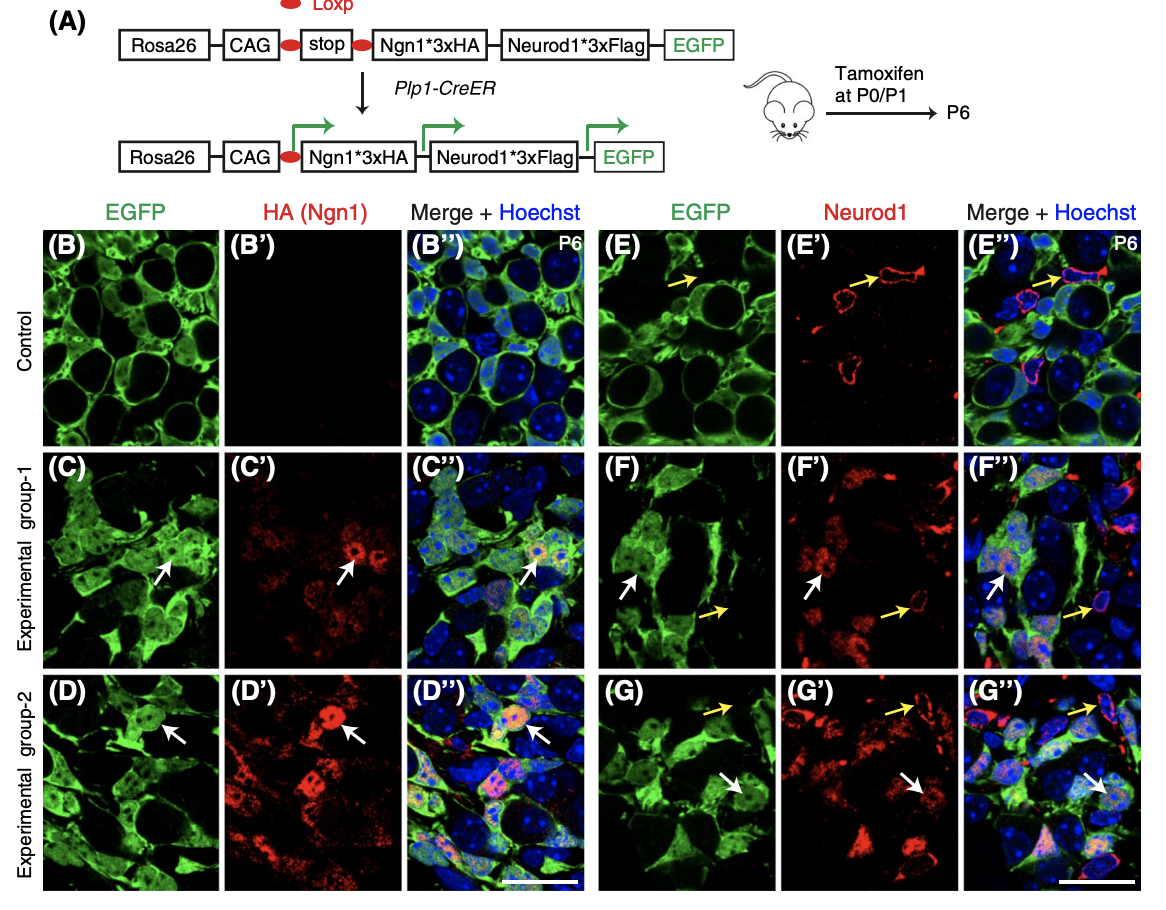 (A)
Loxp
Rosa26 CAG stop Ngn1*3xHA Neurod1*3xFlag EGFP
Plp1-CreER
Rosa26 CAG Ngn1*3xHA Neurod1*3xFlag EGFP
Tamoxifen
at P0/P1
P6
EGFP HA (Ngn1) Merge + Hoechst EGFP Neurod1 Merge + Hoechst
Control
(B) (B’) (B’’) P6 (E) (E’) (E’’) P6
Experimental group-1
(C) (C’) (C’’) (F) (F’) (F’’)
Experimental group-2
(D) (D’) (D’’) (G) (G’) (G’’)